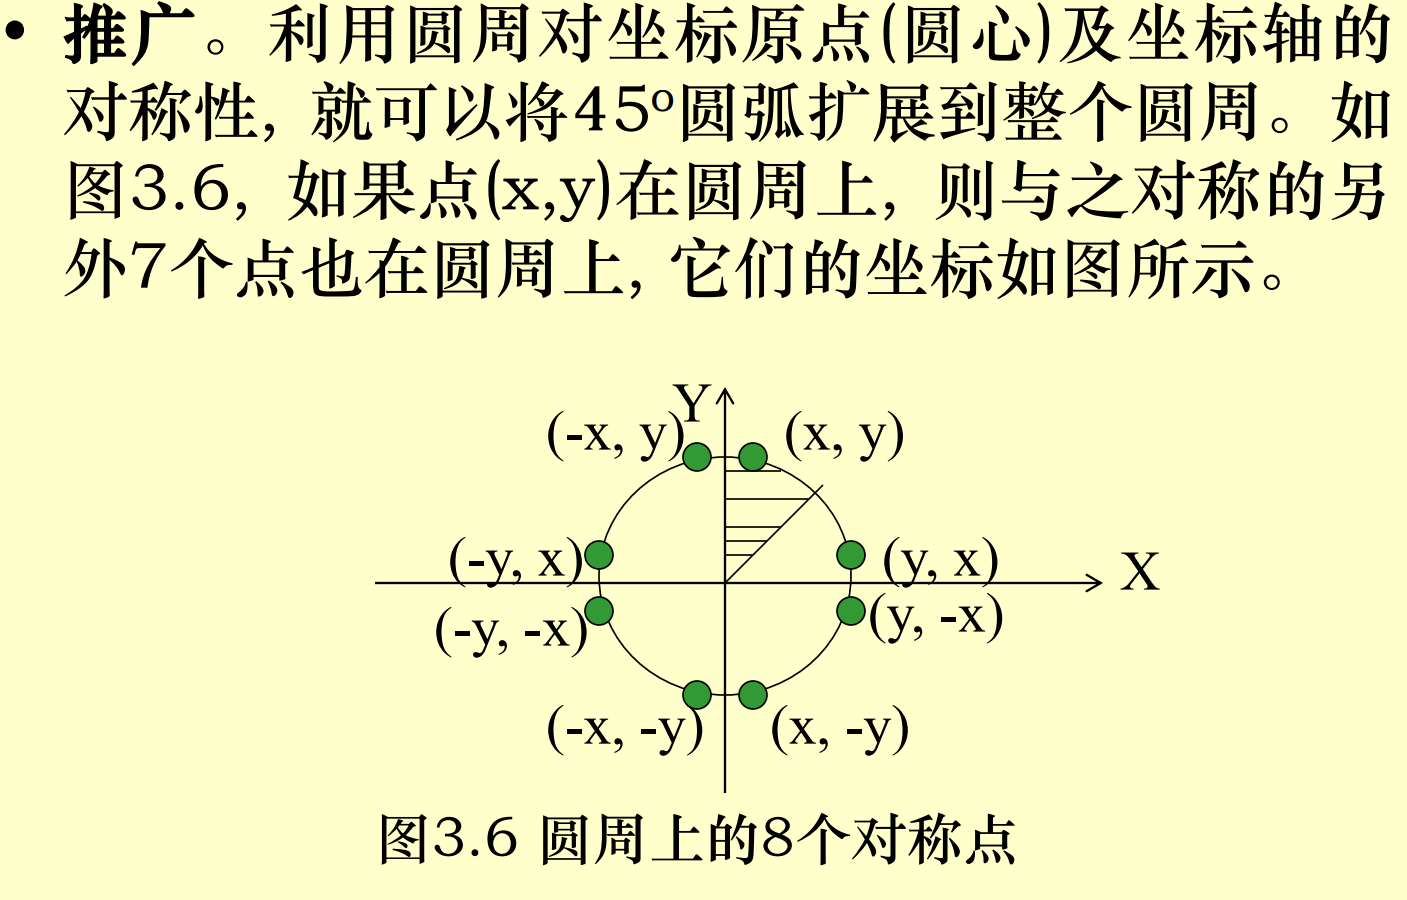 • 推广。利用圆周对坐标原点(圆心)及坐标轴的
对称性, 就可以将45º圆弧扩展到整个圆周。如
图3.6, 如果点(x,y)在圆周上, 则与之对称的另
外7个点也在圆周上, 它们的坐标如图所示。
Y
(-x, y) (x, y)
(-y, x) (y, x) X
(-y, -x) (y, -x)
(-x, -y) (x, -y)
图3.6 圆周上的8个对称点